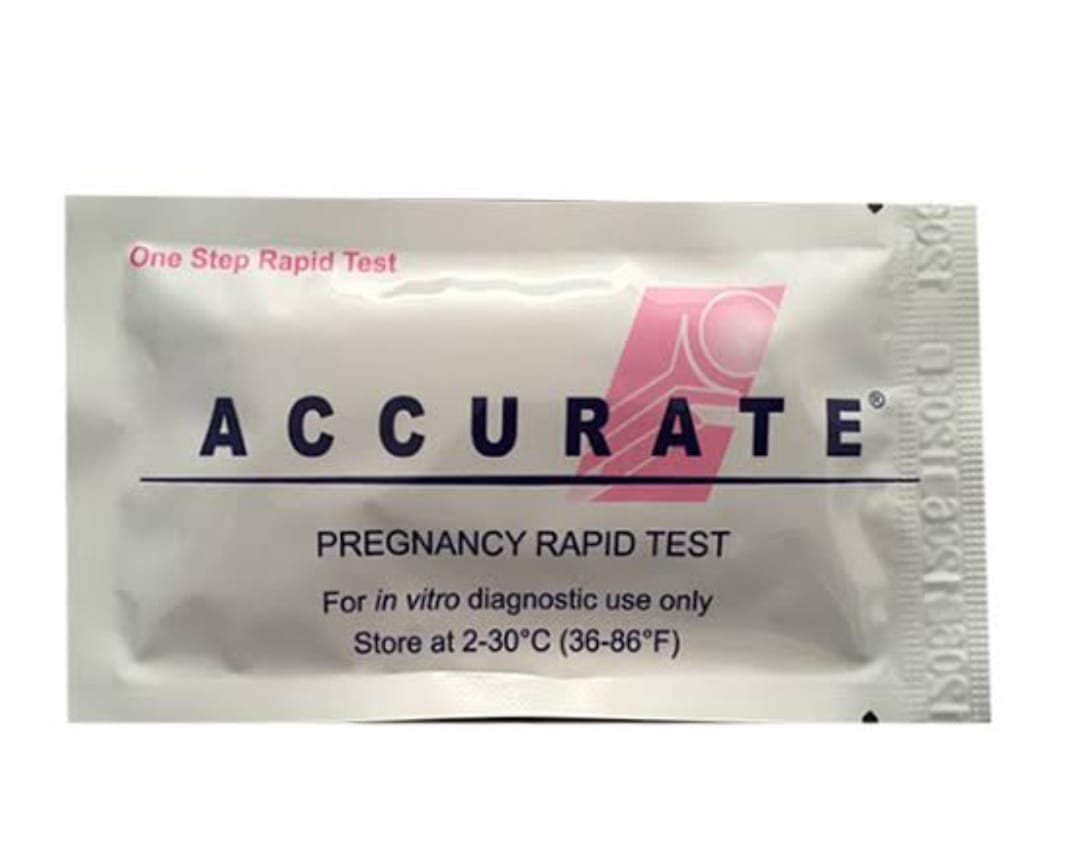 One Step Rapid Test
ACCURATE®
PREGNANCY RAPID TEST
For in vitro diagnostic use only
Store at 2-30°C (36-86°F)